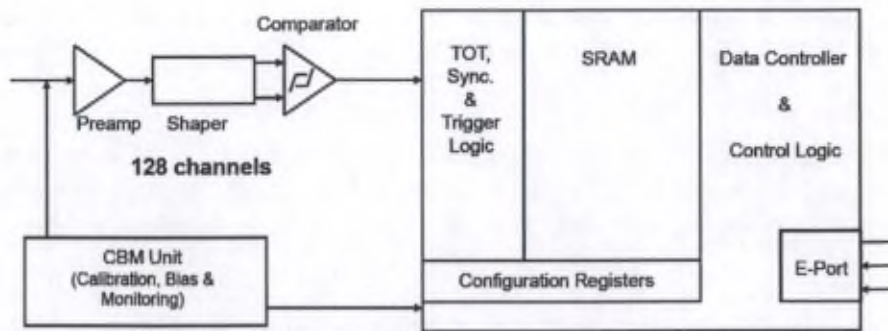 Comparator
Preamp
Shaper
128 channels
CBM Unit
(Calibration, Bias &
Monitoring)
TOT,
Sync.
&
Trigger
Logic
SRAM
Data Controller
&
Control Logic
Configuration Registers
E-Port